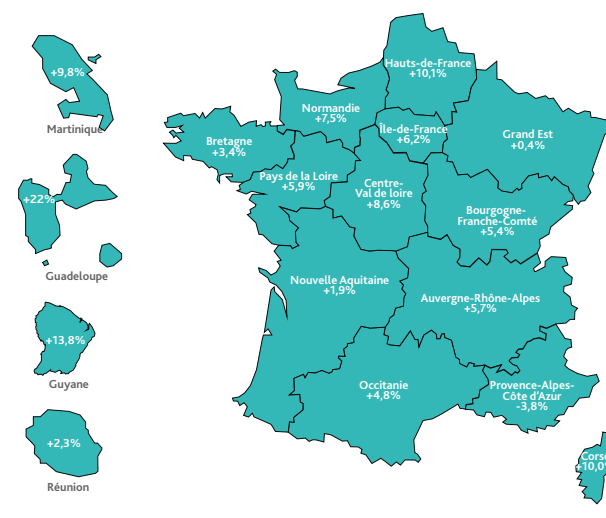 +9,8%
Martinique
+22%
Guadeloupe
+13,8%
Guyane
+2,3%
Réunion
Hauts-de-France
+10,1%
Normandie
+7,5%
Île-de-France
+6,2%
Grand Est
+0,4%
Bretagne
+3,4%
Pays de la Loire
+5,9%
Centre-
Val de loire
+8,6%
Bourgogne-
Franche-Comté
+5,4%
Nouvelle Aquitaine
+1,9%
Auvergne-Rhône-Alpes
+5,7%
Occitanie
+4,8%
Provence-Alpes-
Côte d'Azur
-3,8%